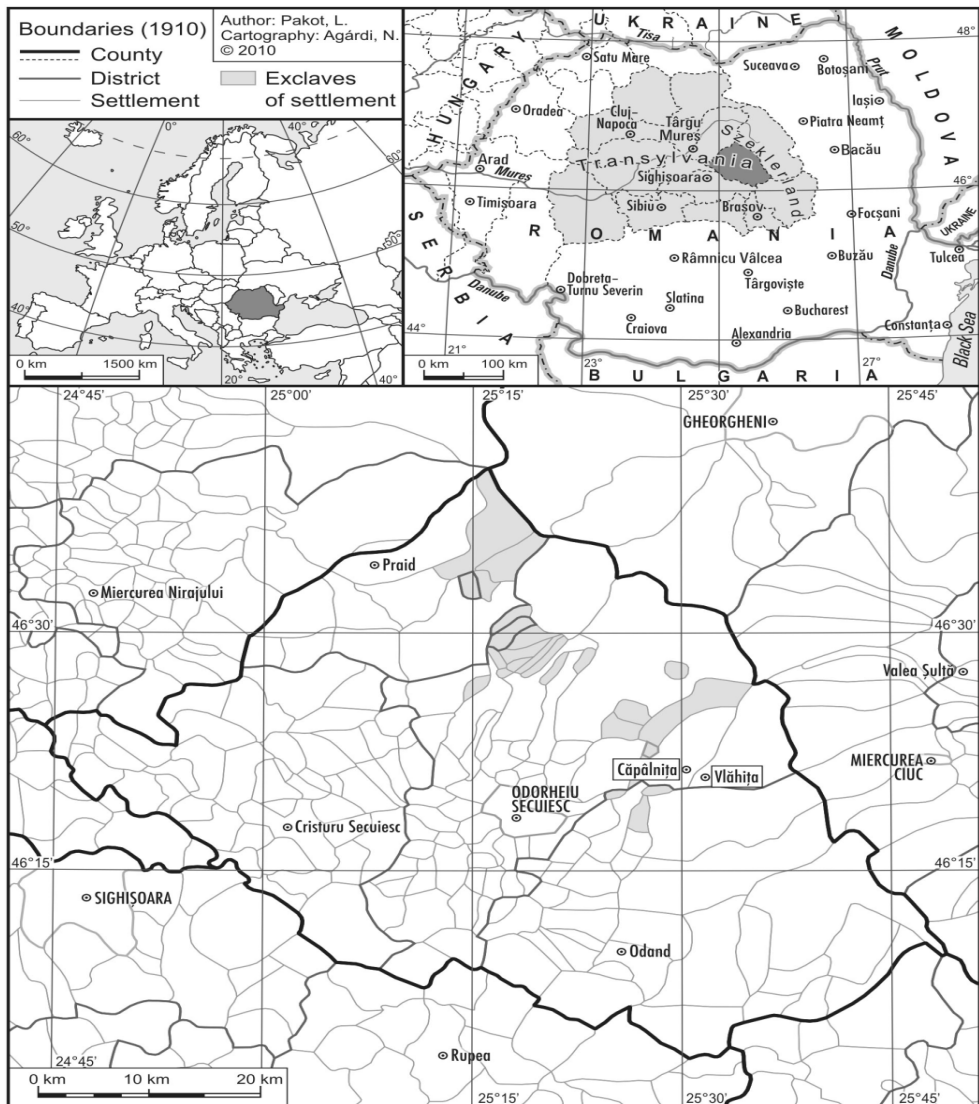 Boundaries (1910)
County
District
Settlement
Author: Pakot, L.
Cartography: Agárdi, N.
© 2010
Exclaves
of settlement
60°
0°
40°
60°
50°
50°
40°
20°
40°
0 km 1500 km
UKRAINE
Tisa
48°
MOLDOVA
HUNGARY
Satu Mare
Suceava
Botoşani
Prut
Iaşi
Oradea
Cluj-
Napoca
Târgu
Mureş
Piatra Neamţ
Szeklerland
Bacău
Arad
Mureş
Transylvania
Sighişoara
46°
Timişoara
Sibiu
Braşov
Focşani
UKRAINE
SERBIA
ROMANIA
Tulcea
Râmnicu Vâlcea
Buzău
Danube
Târgovişte
Danube
Dobreta–
Turnu Severin
Slatina
Bucharest
Craiova
Constanţa
44°
Alexandria
Black Sea
21°
23°
27°
0 km 100 km
BULGARIA
24°45'
25°00'
25°15'
25°30'
25°45'
GHEORGHENI
Praid
Miercurea Nirajului
46°30'
46°30'
Valea Şultă
Căpâlniţa
Vlăhiţa
MIERCUREA
CIUC
ODORHEIU
SECUIESC
Cristuru Secuiesc
46°15'
46°15'
SIGHIŞOARA
Odand
24°45'
Rupea
0 km 10 km 20 km
25°15'
25°30'
25°45'